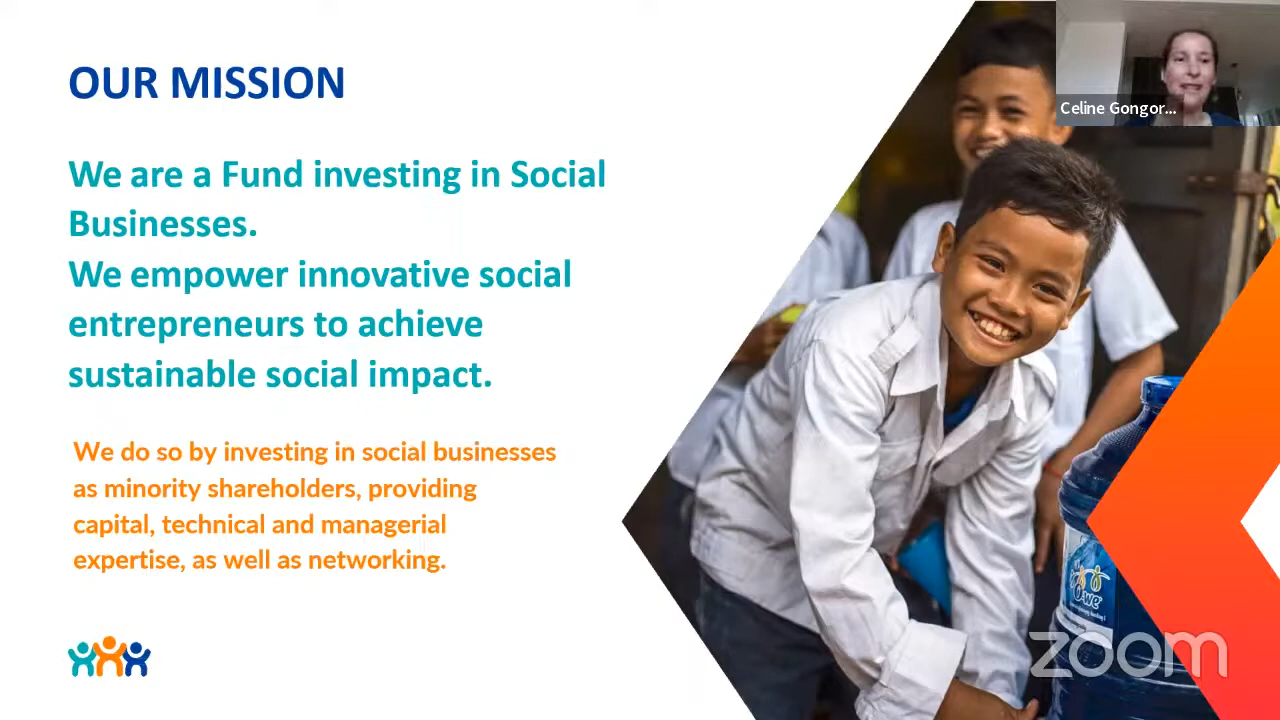 OUR MISSION
Celine Gongor...
We are a Fund investing in Social
Businesses.
We empower innovative social
entrepreneurs to achieve
sustainable social impact.
We do so by investing in social businesses
as minority shareholders, providing
capital, technical and managerial
expertise, as well as networking.
zoom